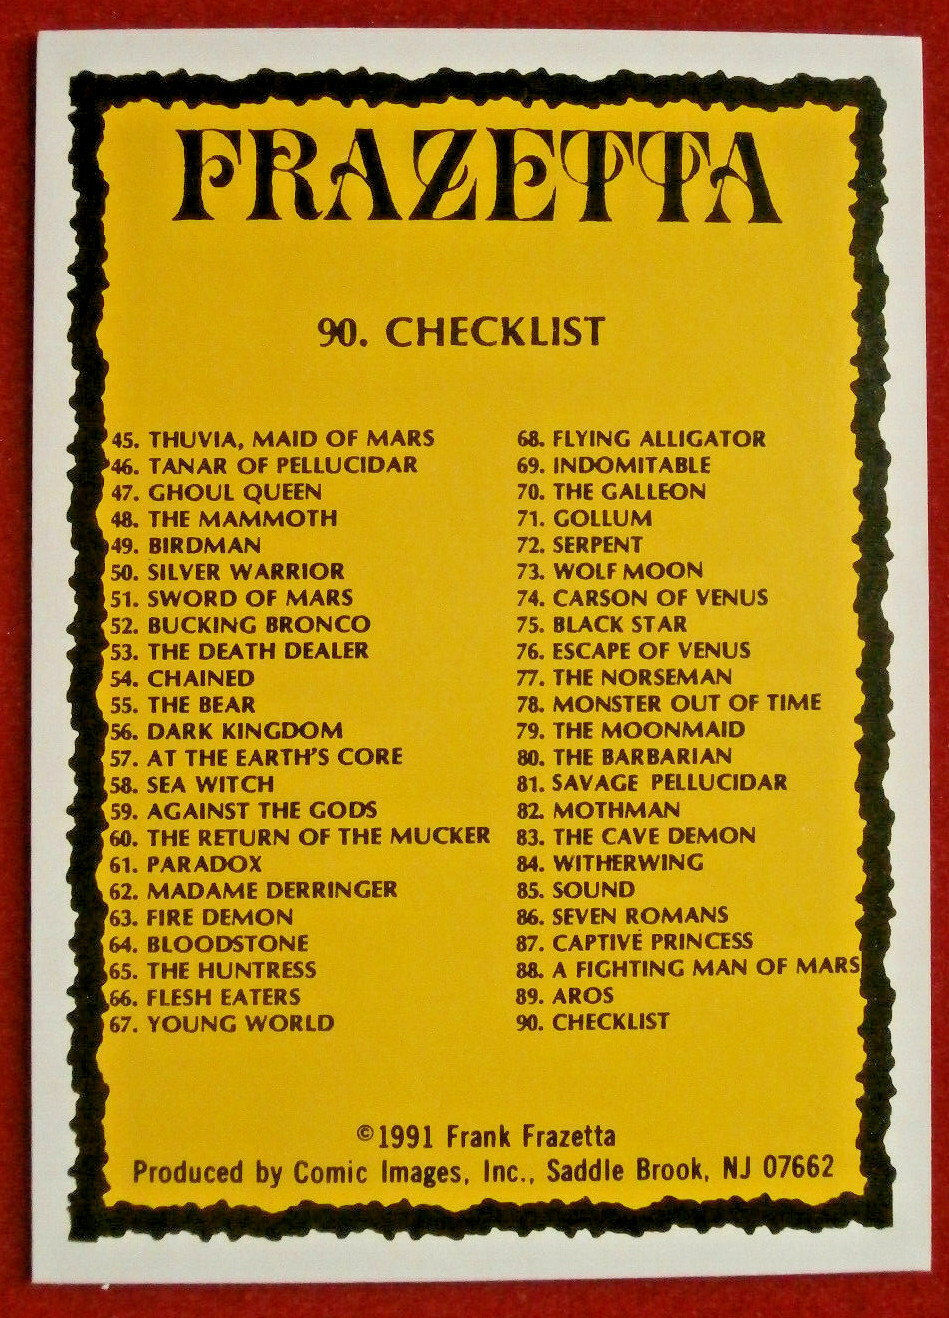 FRAZETTA
90. CHECKLIST
45. THUVIA, MAID OF MARS
46. TANAR OF PELLUCIDAR
47. GHOUL QUEEN
48. THE MAMMOTH
49. BIRDMAN
50. SILVER WARRIOR
51. SWORD OF MARS
52. BUCKING BRONCO
53. THE DEATH DEALER
54. CHAINED
55. THE BEAR
56. DARK KINGDOM
57. AT THE EARTH'S CORE
58. SEA WITCH
59. AGAINST THE GODS
60. THE RETURN OF THE MUCKER
61. PARADOX
62. MADAME DERRINGER
63. FIRE DEMON
64. BLOODSTONE
65. THE HUNTRESS
66. FLESH EATERS
67. YOUNG WORLD
68. FLYING ALLIGATOR
69. INDOMITABLE
70. THE GALLEON
71. GOLLUM
72. SERPENT
73. WOLF MOON
74. CARSON OF VENUS
75. BLACK STAR
76. ESCAPE OF VENUS
77. THE NORSEMAN
78. MONSTER OUT OF TIME
79. THE MOONMAID
80. THE BARBARIAN
81. SAVAGE PELLUCIDAR
82. MOTHMAN
83. THE CAVE DEMON
84. WITHERWING
85. SOUND
86. SEVEN ROMANS
87. CAPTIVE PRINCESS
88. A FIGHTING MAN OF MARS
89. AROS
90. CHECKLIST
©1991 Frank Frazetta
Produced by Comic Images, Inc., Saddle Brook, NJ 07662